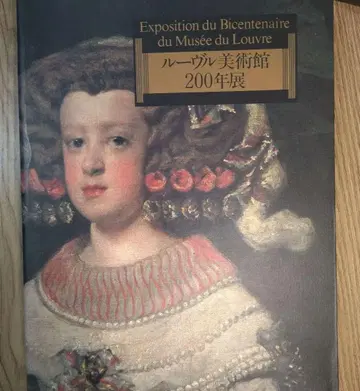 Exposition du Bicentenaire
du Musée du Louvre
ルーヴル美術館
200年展